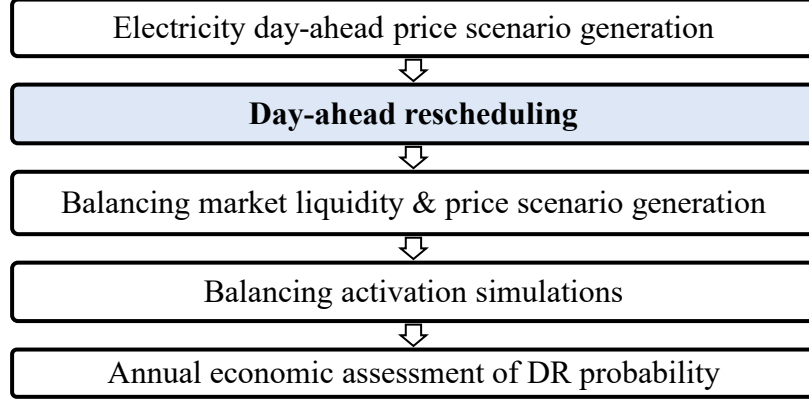 Electricity day-ahead price scenario generation
Day-ahead rescheduling
Balancing market liquidity & price scenario generation
Balancing activation simulations
Annual economic assessment of DR probability